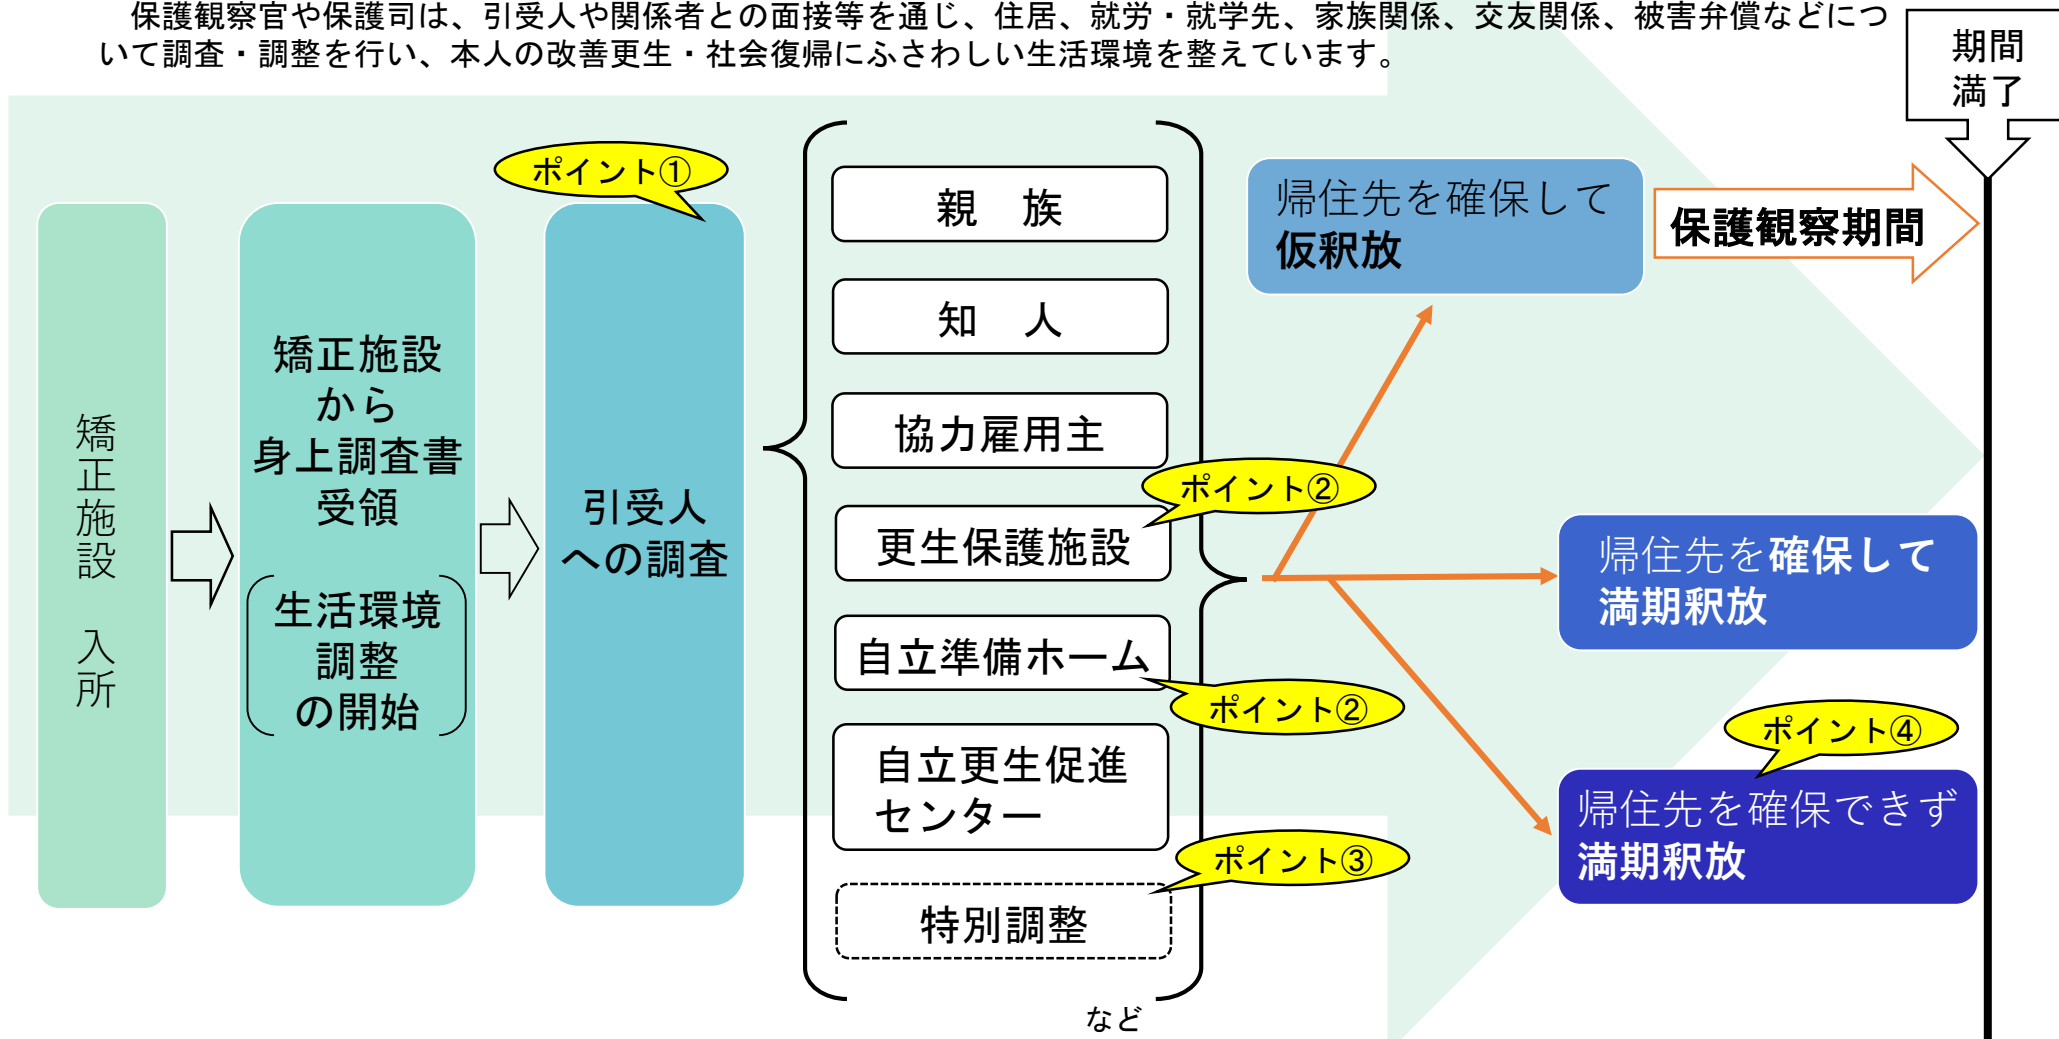 保護観察官や保護司は、引受人や関係者との面接等を通じ、住居、就労・就学先、家族関係、交友関係、被害弁償などにつ
いて調査・調整を行い、本人の改善更生・社会復帰にふさわしい生活環境を整えています。
期間
満了
矯正施設　入所
矯正施設
から
身上調査書
受領
生活環境
調整
の開始
ポイント①
引受人
への調査
親　族
知　人
協力雇用主
ポイント②
更生保護施設
自立準備ホーム
ポイント②
自立更生促進
センター
ポイント③
特別調整
など
帰住先を確保して
仮釈放
保護観察期間
帰住先を確保して
満期釈放
ポイント④
帰住先を確保できず
満期釈放